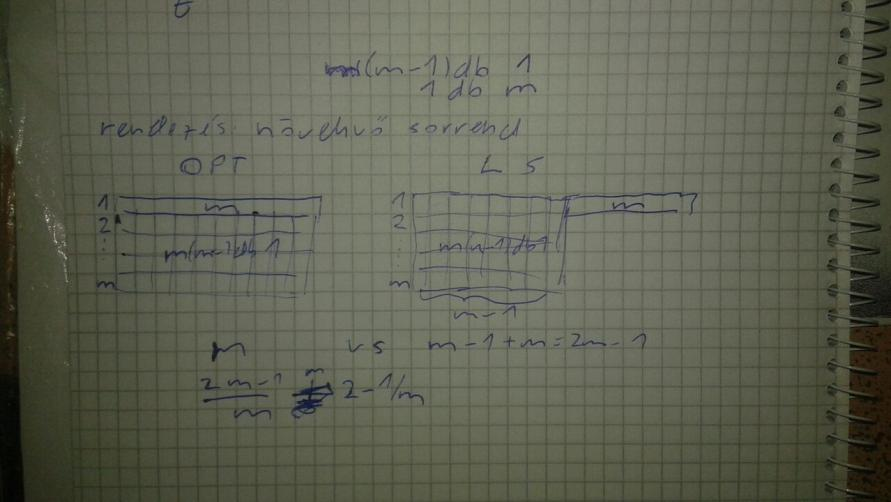 t
m(m-1) db 1
1 db m
rendezés növekvő sorrend
OPT
LS
1 m
2
⋮ m(m-1) db 1
m
1 m
2
⋮ m(m-1) db 1
m
m-1
m vs m-1+m=2m-1
2m-1/m = 2-1/m